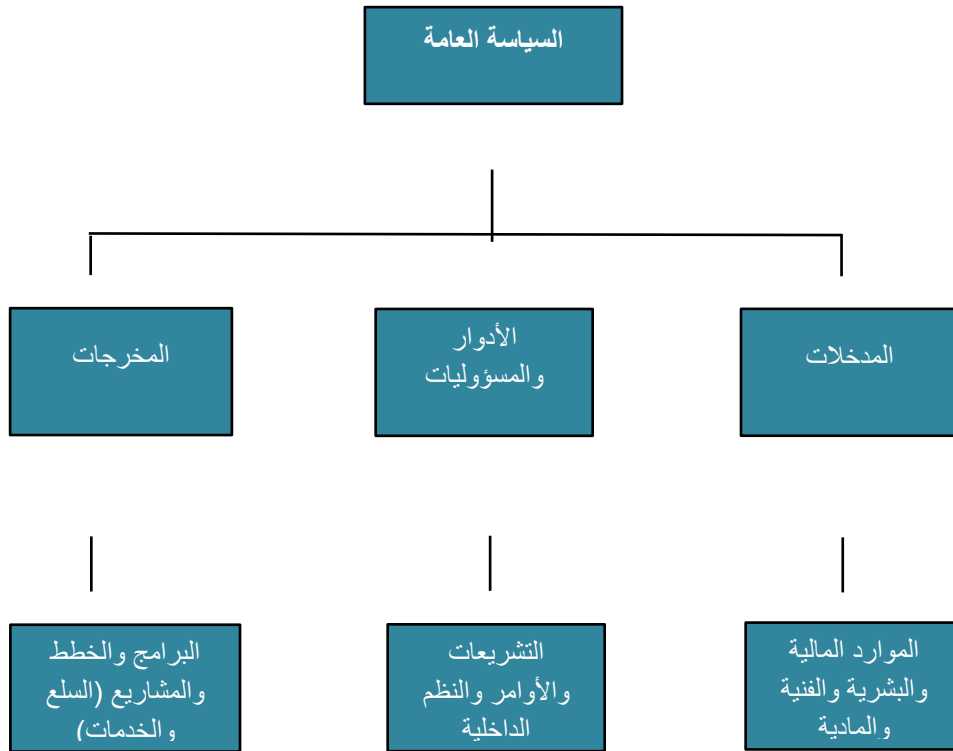 السياسة العامة
المدخلات
الأدوار
والمسؤوليات
المخرجات
الموارد المالية
والبشرية والفنية
والمادية
التشريعات
والأوامر والنظم
الداخلية
البرامج والخطط
والمشاريع (السلع
والخدمات)